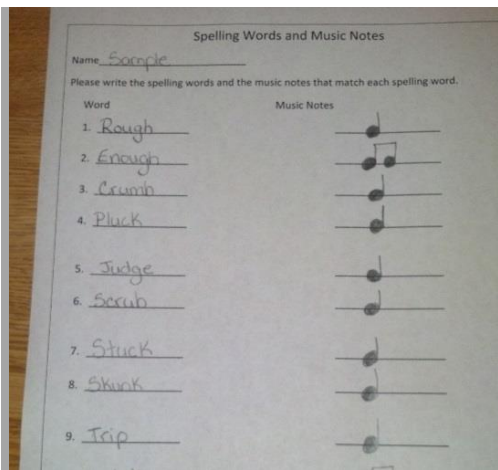 Spelling Words and Music Notes
Name Sample
Please write the spelling words and the music notes that match each spelling word.
Word Music Notes
1. Rough
2. Enough
3. Crumb
4. Pluck
5. Judge
6. Scrub
7. Stuck
8. Skunk
9. Trip